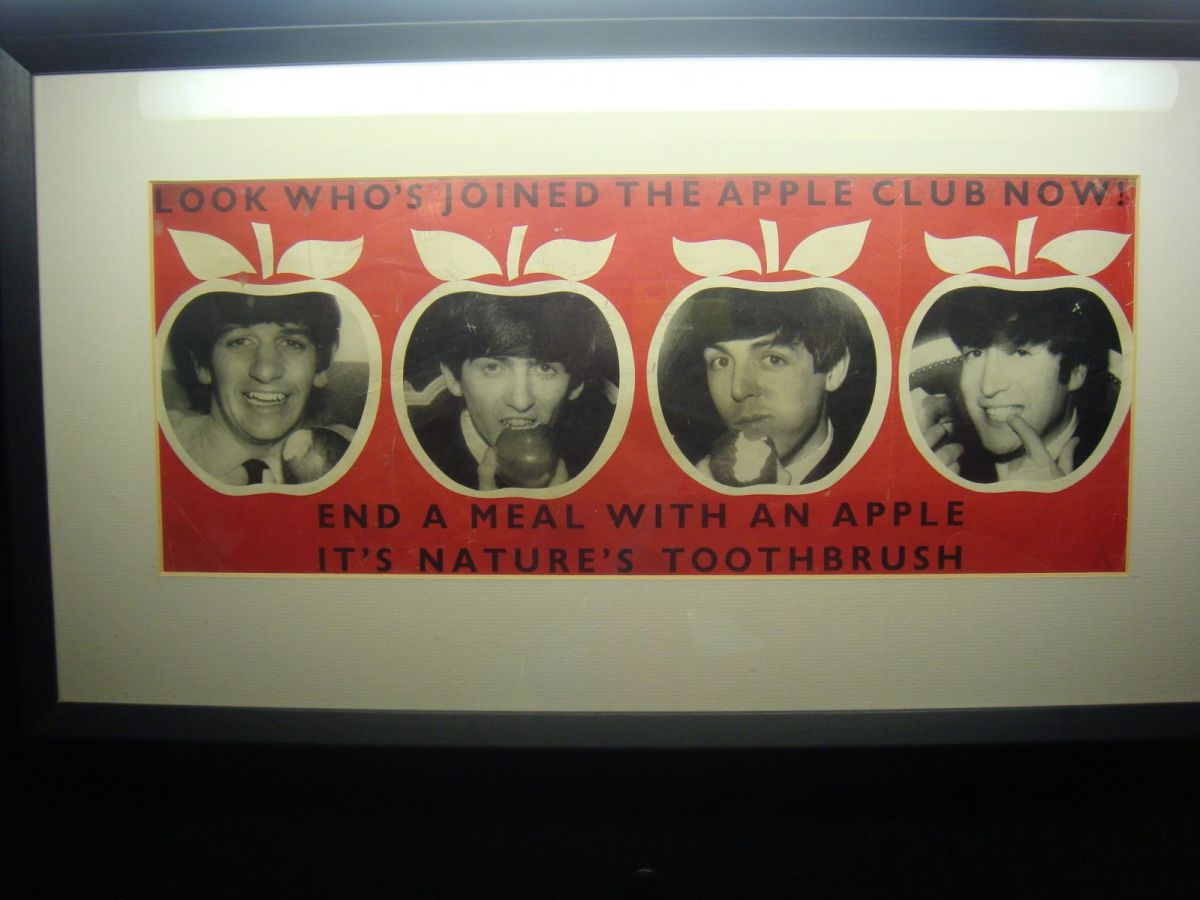 LOOK WHO'S JOINED THE APPLE CLUB NOW!
END A MEAL WITH AN APPLE
IT'S NATURE'S TOOTHBRUSH